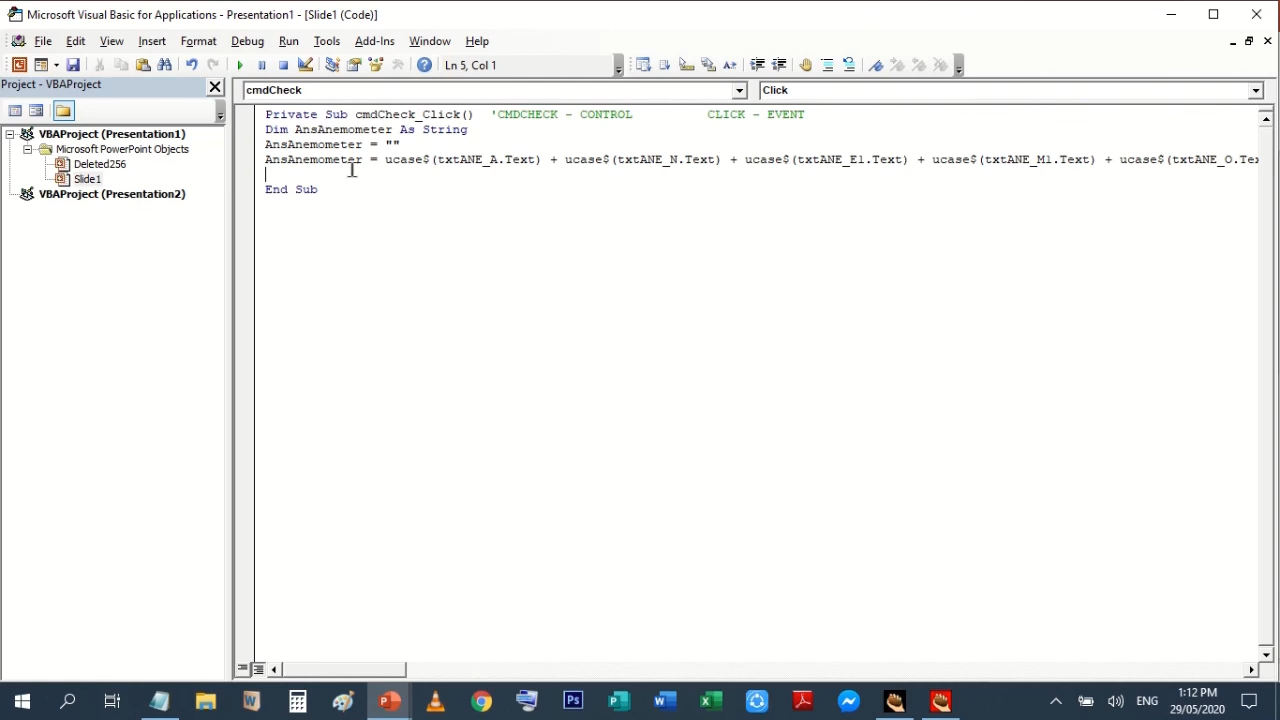 Microsoft Visual Basic for Applications - Presentation1 - [Slide1 (Code)]
File Edit View Insert Format Debug Run Tools Add-Ins Window Help
Ln 5, Col 1
Project - VBAProject
cmdCheck
Click
VBAProject (Presentation1)
Microsoft PowerPoint Objects
Deleted256
Slide1
VBAProject (Presentation2)
Private Sub cmdCheck_Click() 'CMDCHECK - CONTROL CLICK - EVENT
Dim AnsAnemometer As String
AnsAnemometer = ""
AnsAnemometer = ucase$(txtANE_A.Text) + ucase$(txtANE_N.Text) + ucase$(txtANE_E1.Text) + ucase$(txtANE_M1.Text) + ucase$(txtANE_O.Tex
End Sub
ENG
1:12 PM
29/05/2020